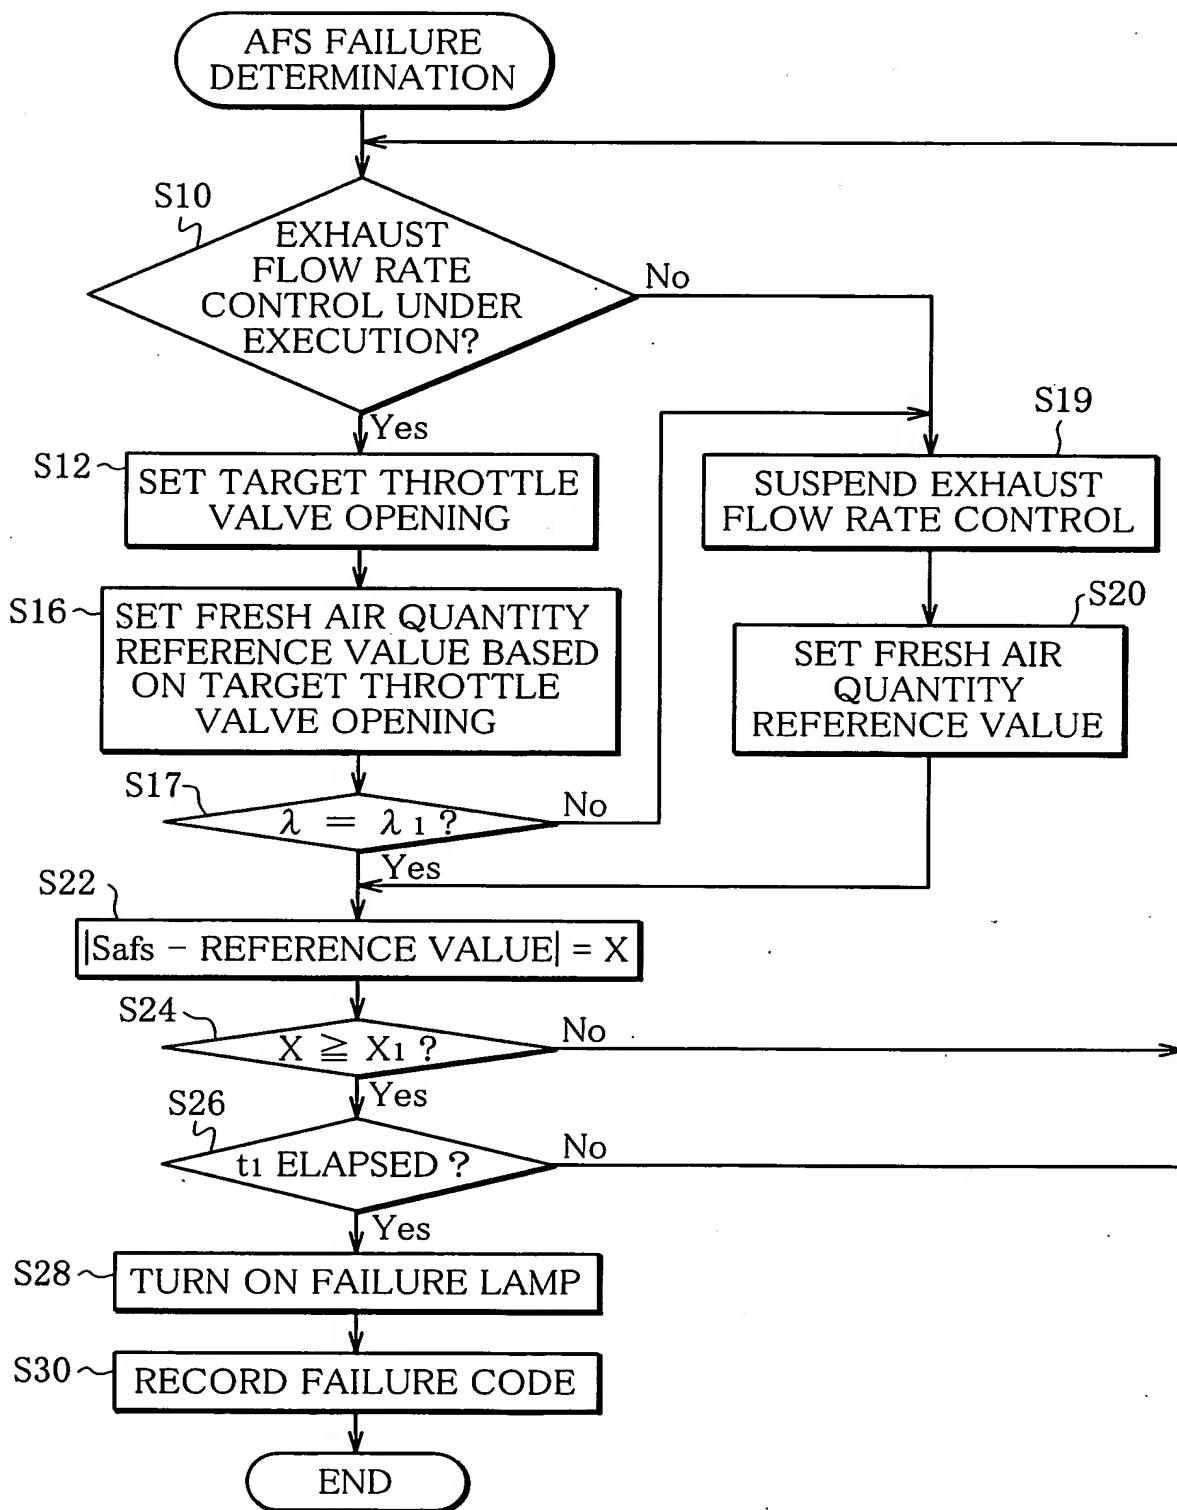 AFS FAILURE
DETERMINATION
S10
EXHAUST
FLOW RATE
CONTROL UNDER
EXECUTION?
No
Yes
S12
SET TARGET THROTTLE
VALVE OPENING
S19
SUSPEND EXHAUST
FLOW RATE CONTROL
S16
SET FRESH AIR QUANTITY
REFERENCE VALUE BASED
ON TARGET THROTTLE
VALVE OPENING
S20
SET FRESH AIR
QUANTITY
REFERENCE VALUE
S17
λ = λ1 ?
No
Yes
S22
|Safs − REFERENCE VALUE| = X
S24
X ≧ X1 ?
No
Yes
S26
t1 ELAPSED ?
No
Yes
S28
TURN ON FAILURE LAMP
S30
RECORD FAILURE CODE
END